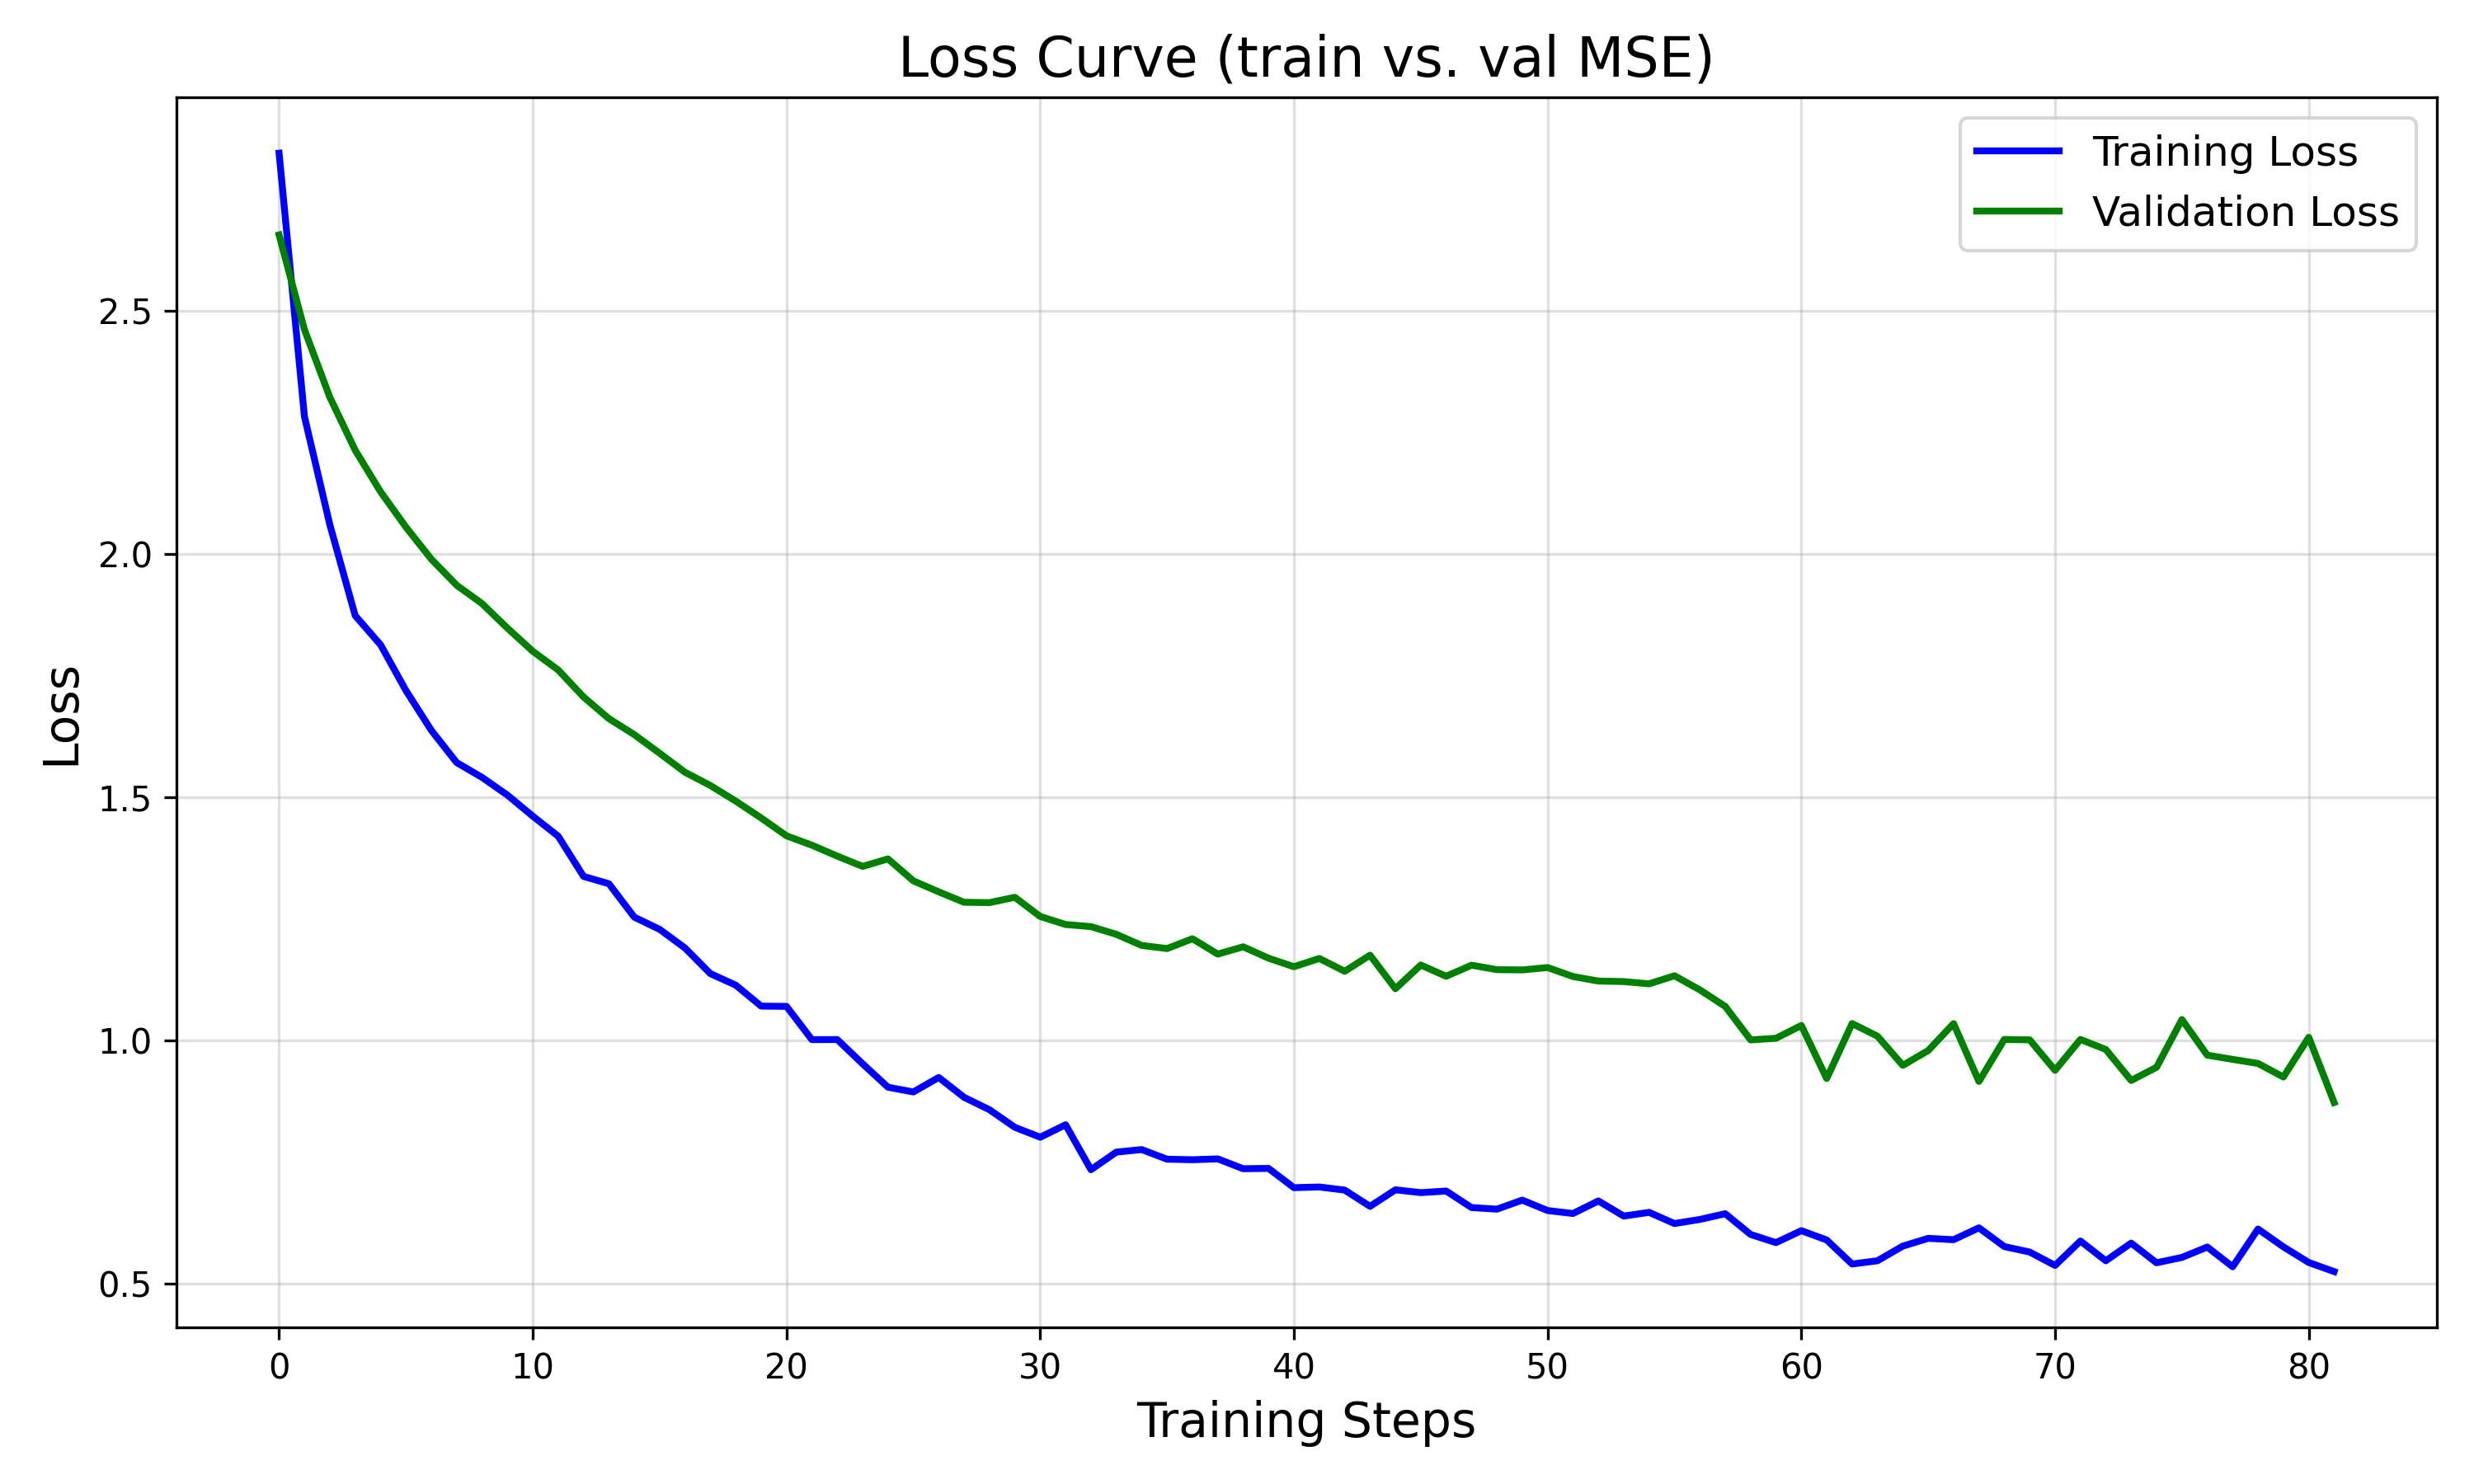 Loss Curve (train vs. val MSE)
Training Loss
Validation Loss
2.5
2.0
1.5
1.0
0.5
Loss
0 10 20 30 40 50 60 70 80
Training Steps